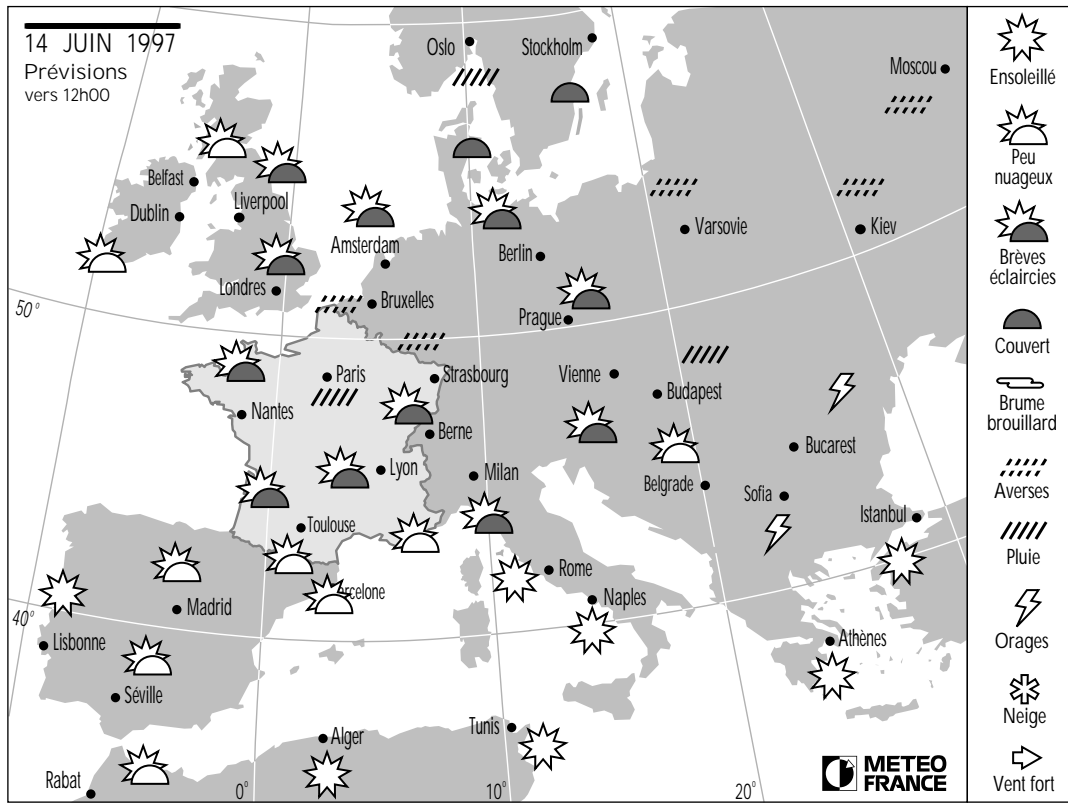 14 JUIN 1997
Prévisions
vers 12h00
Oslo
Stockholm
Moscou
Belfast
Dublin
Liverpool
Amsterdam
Berlin
Varsovie
Kiev
Londres
Bruxelles
Prague
50°
Paris
Strasbourg
Vienne
Budapest
Nantes
Berne
Bucarest
Lyon
Milan
Belgrade
Sofia
Istanbul
Toulouse
Rome
arcelone
Naples
Madrid
40°
Lisbonne
Athènes
Séville
Tunis
Alger
Rabat
0°
10°
20°
METEO
FRANCE
Ensoleillé
Peu
nuageux
Brèves
éclaircies
Couvert
Brume
brouillard
Averses
Pluie
Orages
Neige
Vent fort